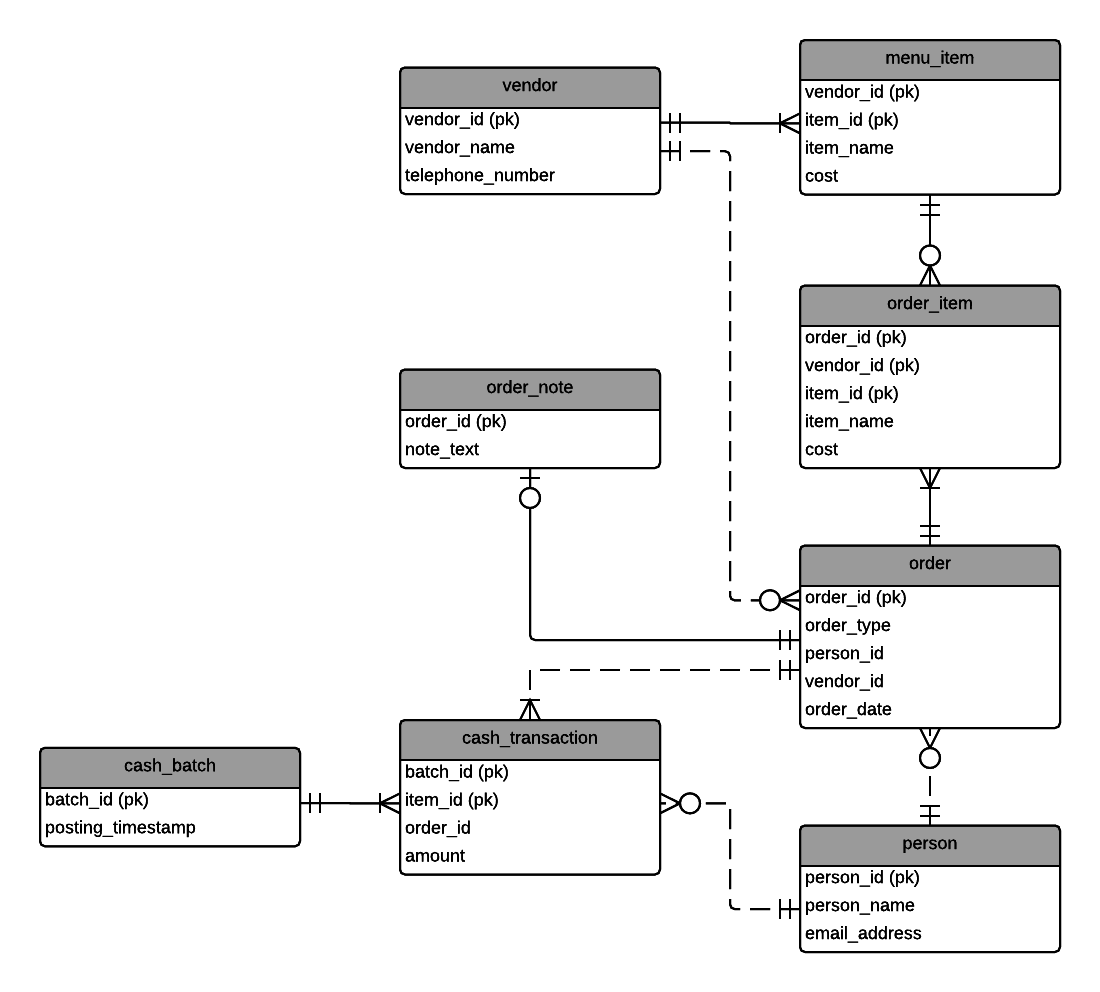 menu_item
vendor_id (pk)
item_id (pk)
item_name
cost
vendor
vendor_id (pk)
vendor_name
telephone_number
order_item
order_id (pk)
vendor_id (pk)
item_id (pk)
item_name
cost
order_note
order_id (pk)
note_text
order
order_id (pk)
order_type
person_id
vendor_id
order_date
cash_transaction
batch_id (pk)
item_id (pk)
order_id
amount
cash_batch
batch_id (pk)
posting_timestamp
person
person_id (pk)
person_name
email_address